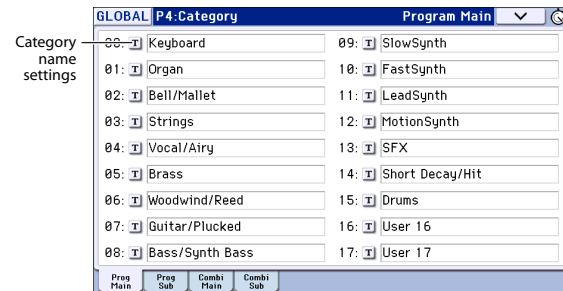 GLOBAL P4:Category Program Main
Category name settings
00: T Keyboard
01: T Organ
02: T Bell/Mallet
03: T Strings
04: T Vocal/Airy
05: T Brass
06: T Woodwind/Reed
07: T Guitar/Plucked
08: T Bass/Synth Bass
09: T SlowSynth
10: T FastSynth
11: T LeadSynth
12: T MotionSynth
13: T SFX
14: T Short Decay/Hit
15: T Drums
16: T User 16
17: T User 17
Prog Main
Prog Sub
Combi Main
Combi Sub